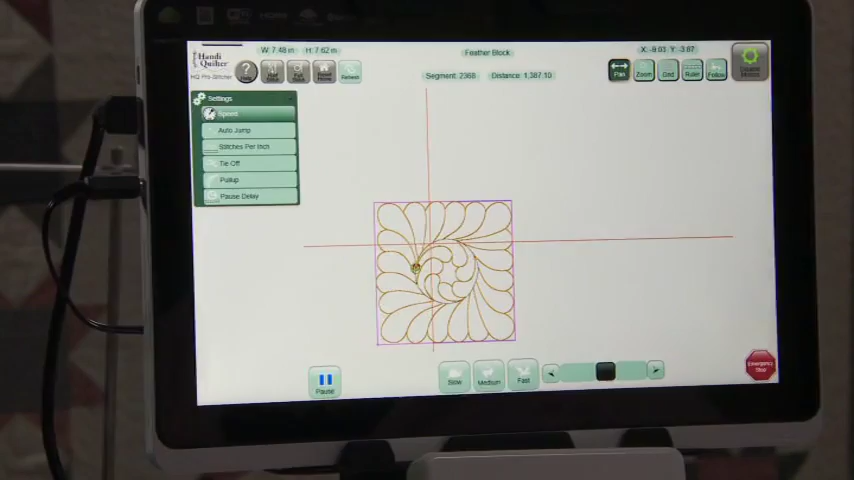 W: 7.48 in H: 7.62 in
Feather Block
X: -9.03 Y: -3.87
Handi Quilter
HQ Pro-Stitcher
Help
Refresh
Segment: 2368 Distance: 1,387.10
Pan
Zoom
Grid
Ruler
Follow
Settings
Speed
Auto Jump
Stitches Per Inch
Tie Off
Pullup
Pause Delay
Pause
Slow
Medium
Fast
Emergency Stop